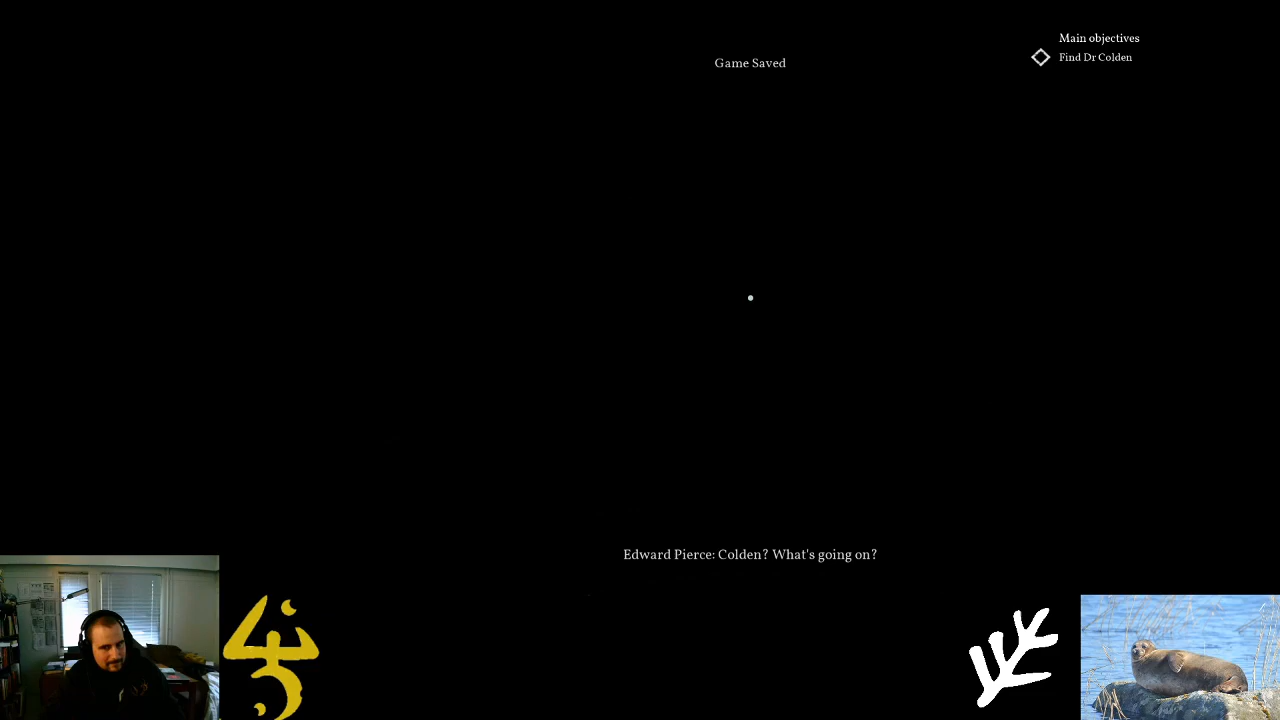 Main objectives
Game Saved
Find Dr Colden
Edward Pierce: Colden? What's going on?